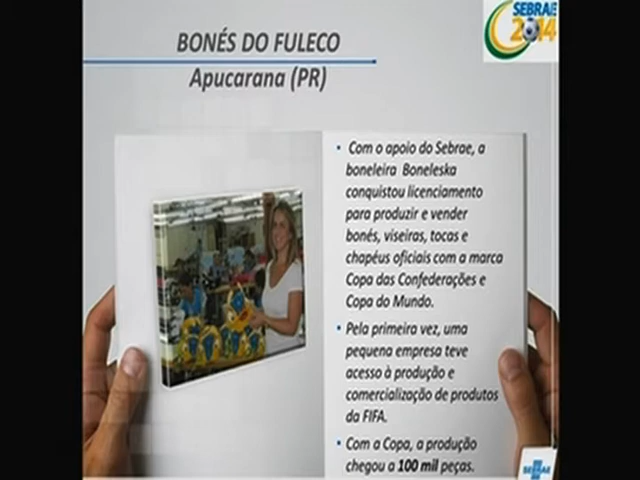 SEBRAE
2014
BONÉS DO FULECO
Apucarana (PR)
• Com o apoio do Sebrae, a
boneleira Boneleska
conquistou licenciamento
para produzir e vender
bonés, viseiras, tocas e
chapéus oficiais com a marca
Copa das Confederações e
Copa do Mundo.
• Pela primeira vez, uma
pequena empresa teve
acesso à produção e
comercialização de produtos
da FIFA.
• Com a Copa, a produção
chegou a 100 mil peças.
SEBRAE